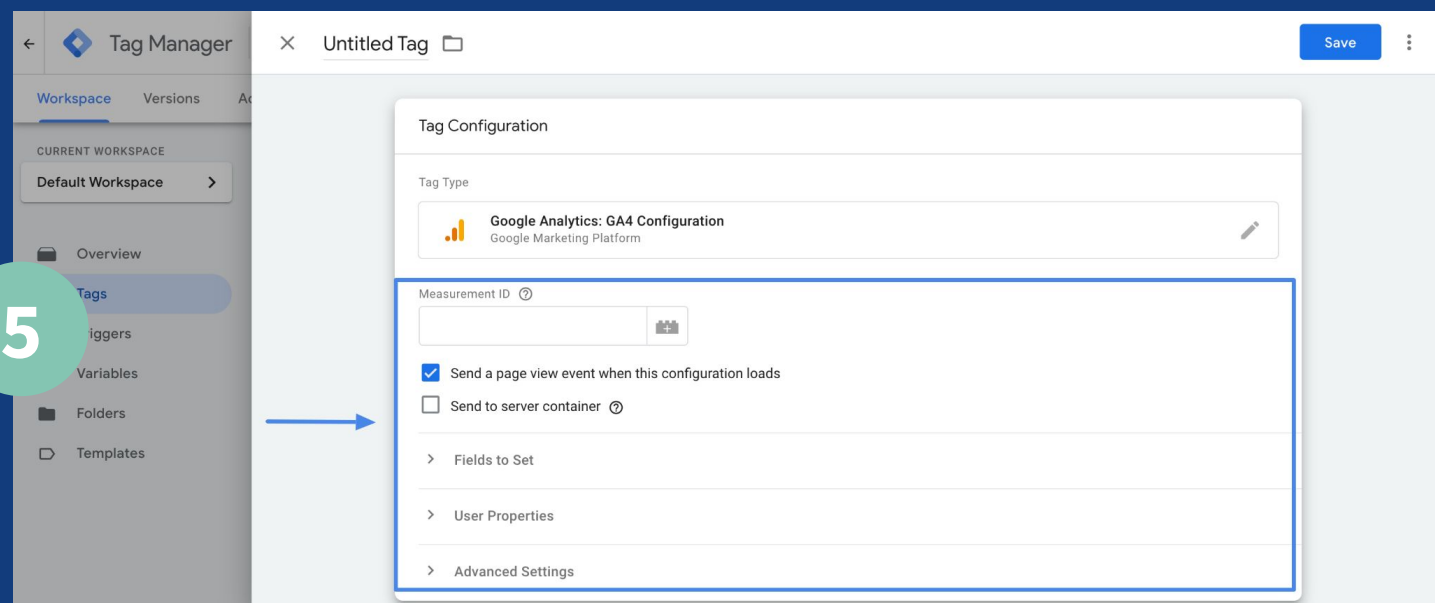 Tag Manager
Untitled Tag
Save
Workspace Versions
CURRENT WORKSPACE
Default Workspace
Overview
Tags
Variables
Folders
Templates
5
Tag Configuration
Tag Type
Google Analytics: GA4 Configuration
Google Marketing Platform
Measurement ID
Send a page view event when this configuration loads
Send to server container
Fields to Set
User Properties
Advanced Settings